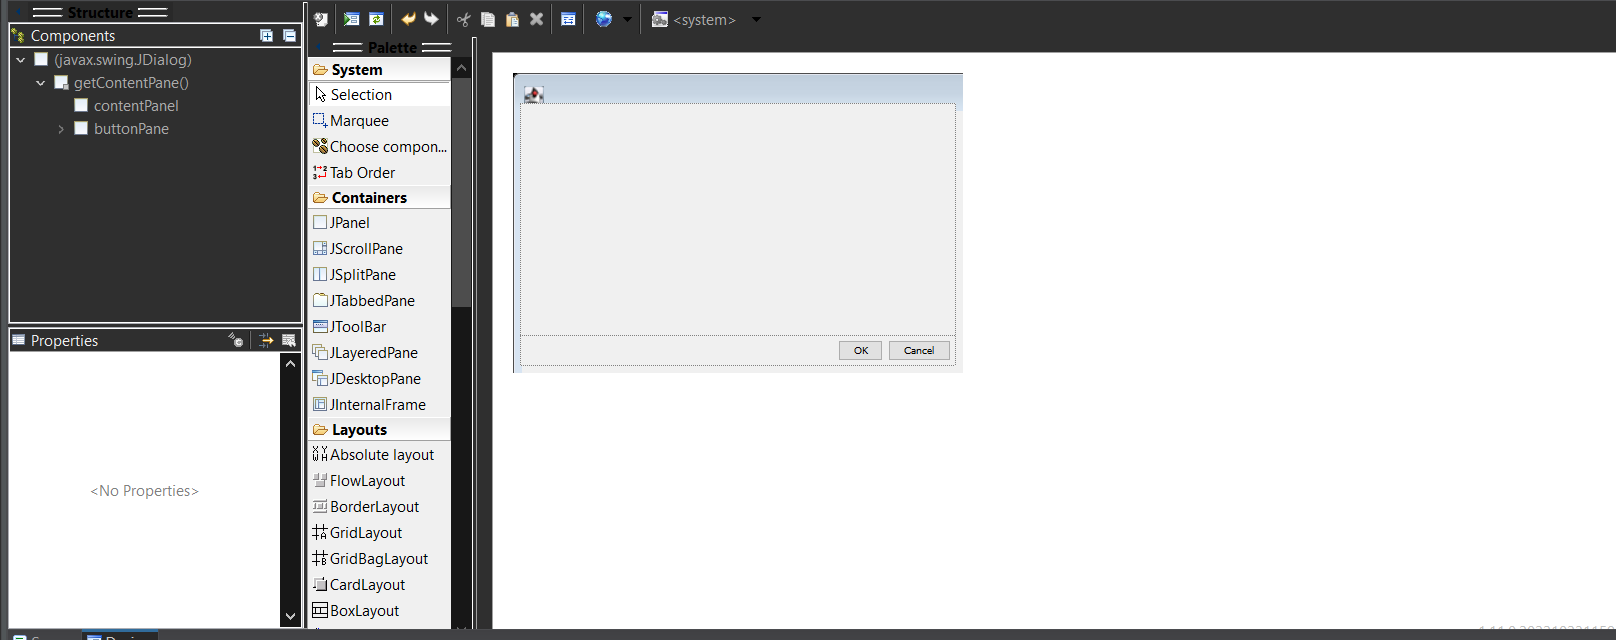 Structure
Components
(javax.swing.JDialog)
getContentPane()
contentPanel
buttonPane
Properties
<No Properties>
<system>
Palette
System
Selection
Marquee
Choose compon...
Tab Order
Containers
JPanel
JScrollPane
JSplitPane
JTabbedPane
JToolBar
JLayeredPane
JDesktopPane
JInternalFrame
Layouts
Absolute layout
FlowLayout
BorderLayout
GridLayout
GridBagLayout
CardLayout
BoxLayout
OK
Cancel